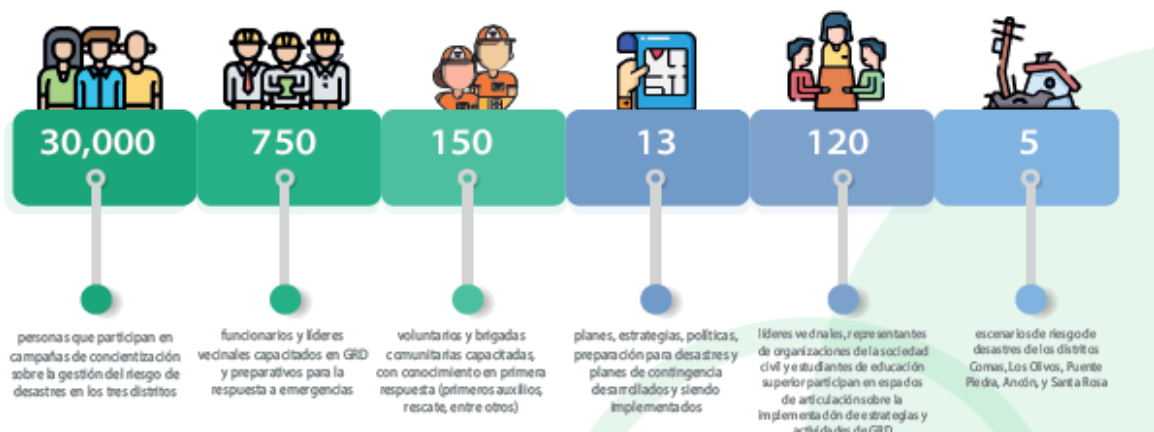 30,000
personas que participan en
campañas de concientización
sobre la gestión del riesgo de
desastres en los tres distritos
750
funcionarios y líderes
vecinales capacitados en GRD
y preparativos para la
respuesta a emergencias
150
voluntarios y brigadas
comunitarias capacitadas,
con conocimiento en primera
respuesta (primeros auxilios,
rescate, entre otros)
13
planes, estrategias, políticas,
preparación para desastres y
planes de contingencia
desarrollados y siendo
implementados
120
líderes vecinales, representantes
de organizaciones de la sociedad
civil y estudiantes de educación
superior participan en espacios
de articulación sobre la
implementación de estrategias y
actividades de GRD
5
escenarios de riesgo de
desastres de los distritos
Comas, Los Olivos, Puente
Piedra, Ancón, y Santa Rosa